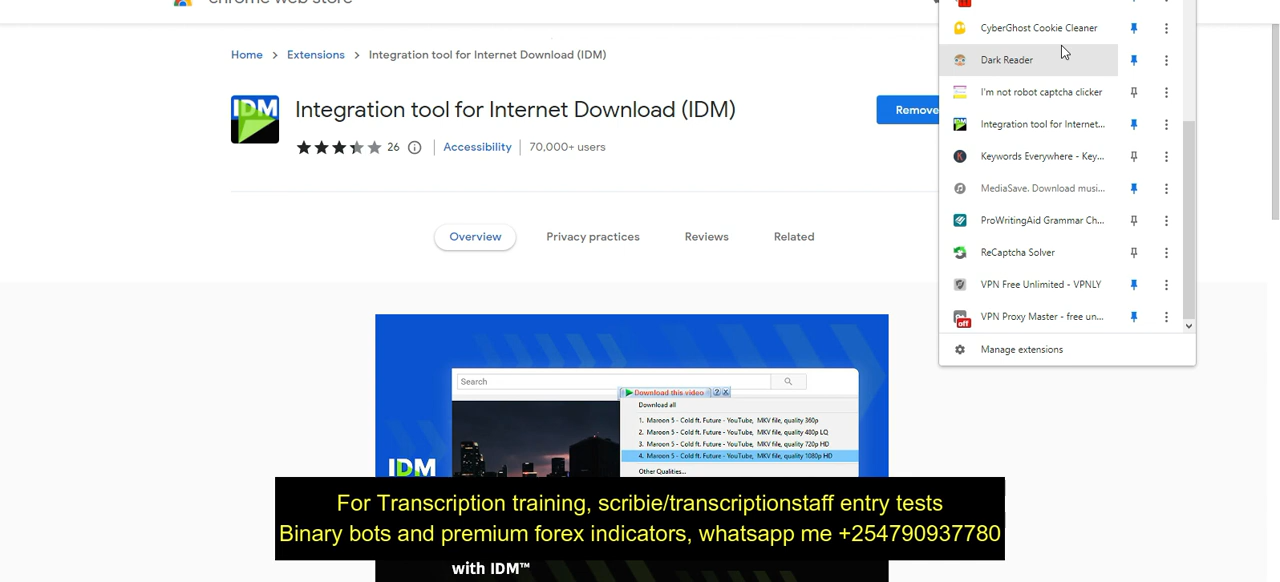 chrome web store
Home > Extensions > Integration tool for Internet Download (IDM)
IDM
Integration tool for Internet Download (IDM)
26 | Accessibility | 70,000+ users
Remove
Overview
Privacy practices
Reviews
Related
CyberGhost Cookie Cleaner
Dark Reader
I'm not robot captcha clicker
Integration tool for Internet...
Keywords Everywhere - Key...
MediaSave. Download musi...
ProWritingAid Grammar Ch...
ReCaptcha Solver
VPN Free Unlimited - VPNLY
off
VPN Proxy Master - free un...
Manage extensions
Search
Download this video
Download all
1. Maroon 5 - Cold ft. Future - YouTube, MKV file, quality 360p
2. Maroon 5 - Cold ft. Future - YouTube, MKV file, quality 480p LQ
3. Maroon 5 - Cold ft. Future - YouTube, MKV file, quality 720p HD
4. Maroon 5 - Cold ft. Future - YouTube, MKV file, quality 1080p HD
Other Qualities...
IDM
For Transcription training, scribie/transcriptionstaff entry tests
Binary bots and premium forex indicators, whatsapp me +254790937780
with IDM™